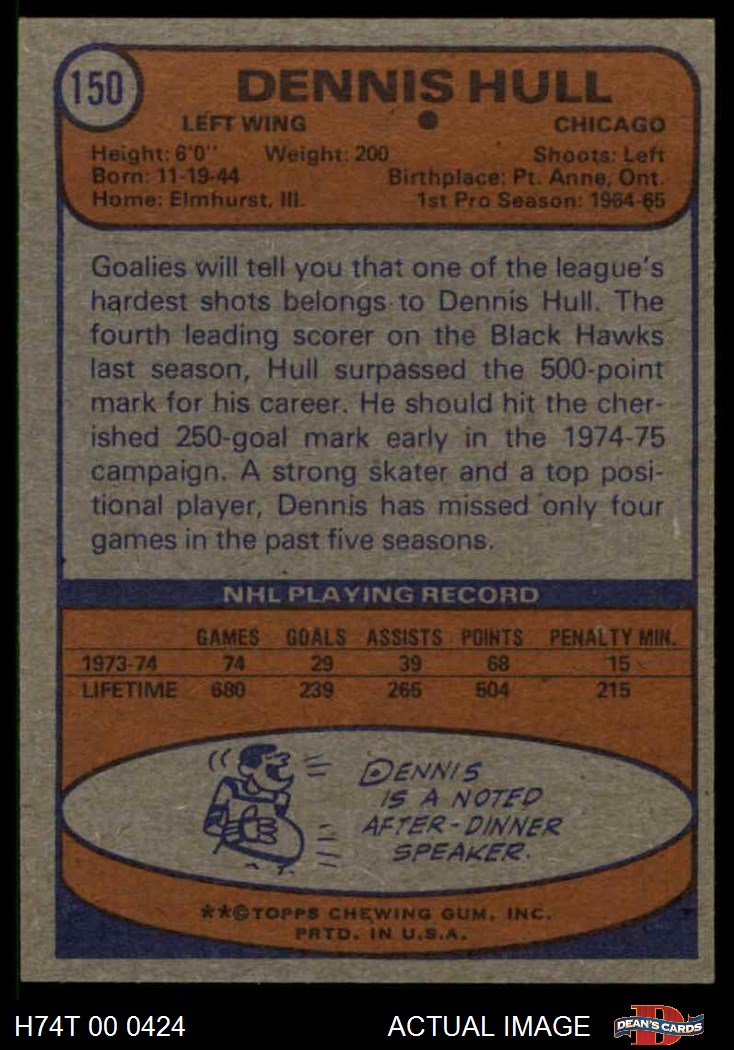 150
DENNIS HULL
LEFT WING CHICAGO
Height: 6'0" Weight: 200 Shoots: Left
Born: 11-19-44 Birthplace: Pt. Anne, Ont.
Home: Elmhurst, Ill. 1st Pro Season: 1964-65
Goalies will tell you that one of the league's
hardest shots belongs to Dennis Hull. The
fourth leading scorer on the Black Hawks
last season, Hull surpassed the 500-point
mark for his career. He should hit the cher-
ished 250-goal mark early in the 1974-75
campaign. A strong skater and a top posi-
tional player, Dennis has missed only four
games in the past five seasons.
NHL PLAYING RECORD
GAMES GOALS ASSISTS POINTS PENALTY MIN.
1973-74 74 29 39 68 15
LIFETIME 680 239 265 504 215
DENNIS
IS A NOTED
AFTER-DINNER
SPEAKER.
**©TOPPS CHEWING GUM, INC.
PRTD. IN U.S.A.
H74T 00 0424 ACTUAL IMAGE D DEAN'S CARDS